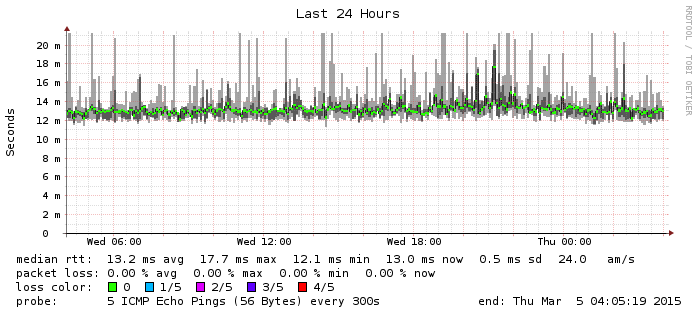 Last 24 Hours
RRDTOOL / TOBI OETIKER
Seconds
20 m
18 m
16 m
14 m
12 m
10 m
8 m
6 m
4 m
2 m
0
Wed 06:00 Wed 12:00 Wed 18:00 Thu 00:00
median rtt: 13.2 ms avg 17.7 ms max 12.1 ms min 13.0 ms now 0.5 ms sd 24.0 am/s
packet loss: 0.00 % avg 0.00 % max 0.00 % min 0.00 % now
loss color: 0 1/5 2/5 3/5 4/5
probe: 5 ICMP Echo Pings (56 Bytes) every 300s end: Thu Mar 5 04:05:19 2015